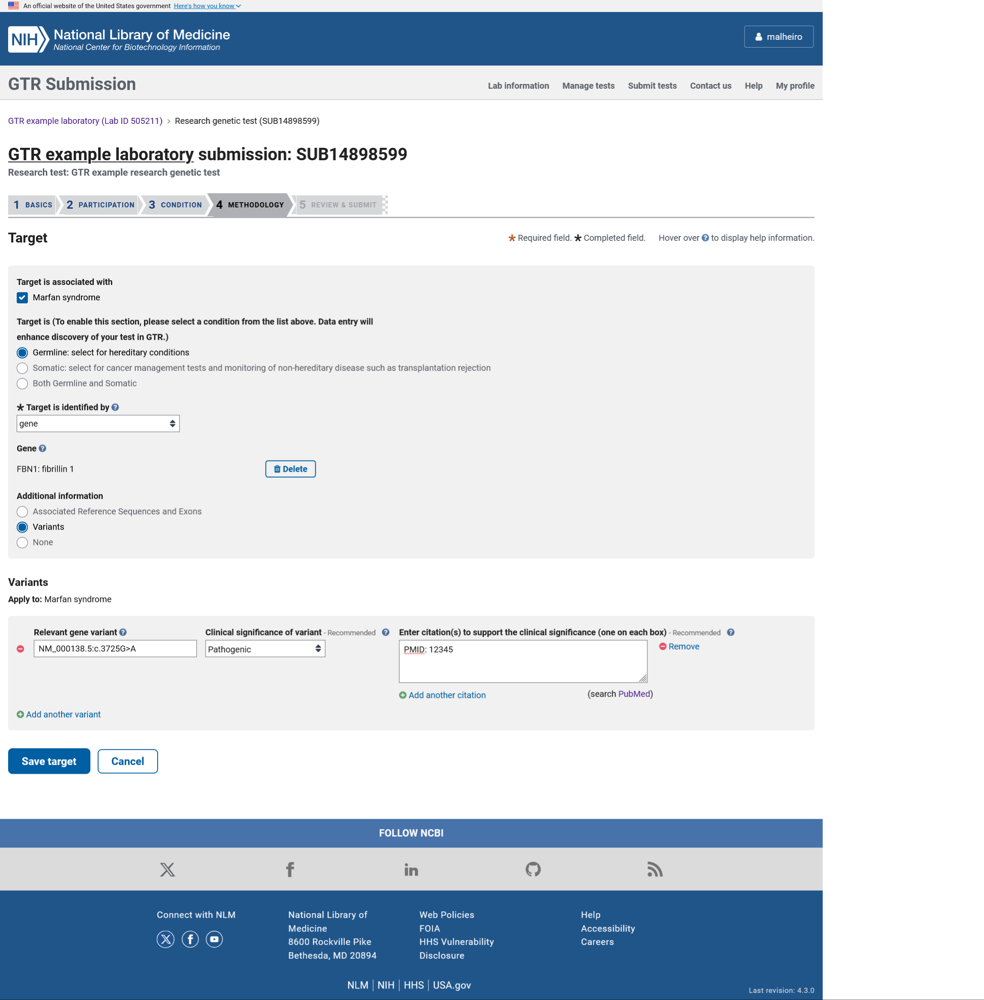 An official website of the United States government Here's how you know
NIH National Library of Medicine
National Center for Biotechnology Information
malheiro
GTR Submission
Lab information Manage tests Submit tests Contact us Help My profile
GTR example laboratory (Lab ID 505211) › Research genetic test (SUB14898599)
GTR example laboratory submission: SUB14898599
Research test: GTR example research genetic test
1 BASICS 2 PARTICIPATION 3 CONDITION 4 METHODOLOGY 5 REVIEW & SUBMIT
Target
* Required field. * Completed field. Hover over ? to display help information.
Target is associated with
Marfan syndrome
Target is (To enable this section, please select a condition from the list above. Data entry will
enhance discovery of your test in GTR.)
Germline: select for hereditary conditions
Somatic: select for cancer management tests and monitoring of non-hereditary disease such as transplantation rejection
Both Germline and Somatic
* Target is identified by ?
gene
Gene ?
FBN1: fibrillin 1 Delete
Additional information
Associated Reference Sequences and Exons
Variants
None
Variants
Apply to: Marfan syndrome
Relevant gene variant ? Clinical significance of variant - Recommended ? Enter citation(s) to support the clinical significance (one on each box) - Recommended ?
NM_000138.5:c.3725G>A Pathogenic PMID: 12345 Remove
Add another citation (search PubMed)
Add another variant
Save target Cancel
FOLLOW NCBI
Connect with NLM
National Library of
Medicine
8600 Rockville Pike
Bethesda, MD 20894
Web Policies
FOIA
HHS Vulnerability
Disclosure
Help
Accessibility
Careers
NLM | NIH | HHS | USA.gov
Last revision: 4.3.0